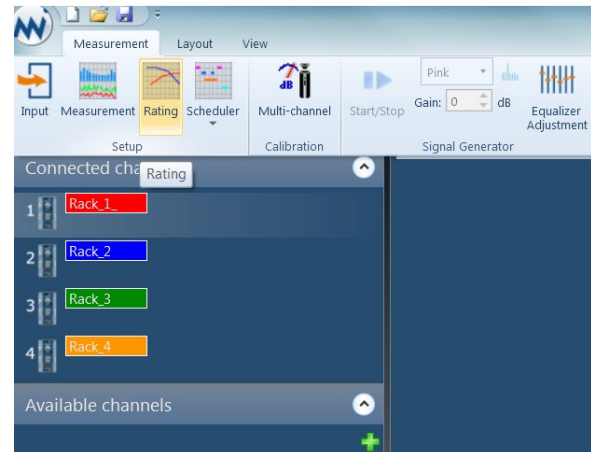 Measurement Layout View
Input Measurement Rating Scheduler Multi-channel Start/Stop Pink
Gain: 0 dB Equalizer Adjustment
Setup Calibration Signal Generator
Connected cha Rating
1 Rack_1_
2 Rack_2
3 Rack_3
4 Rack_4
Available channels